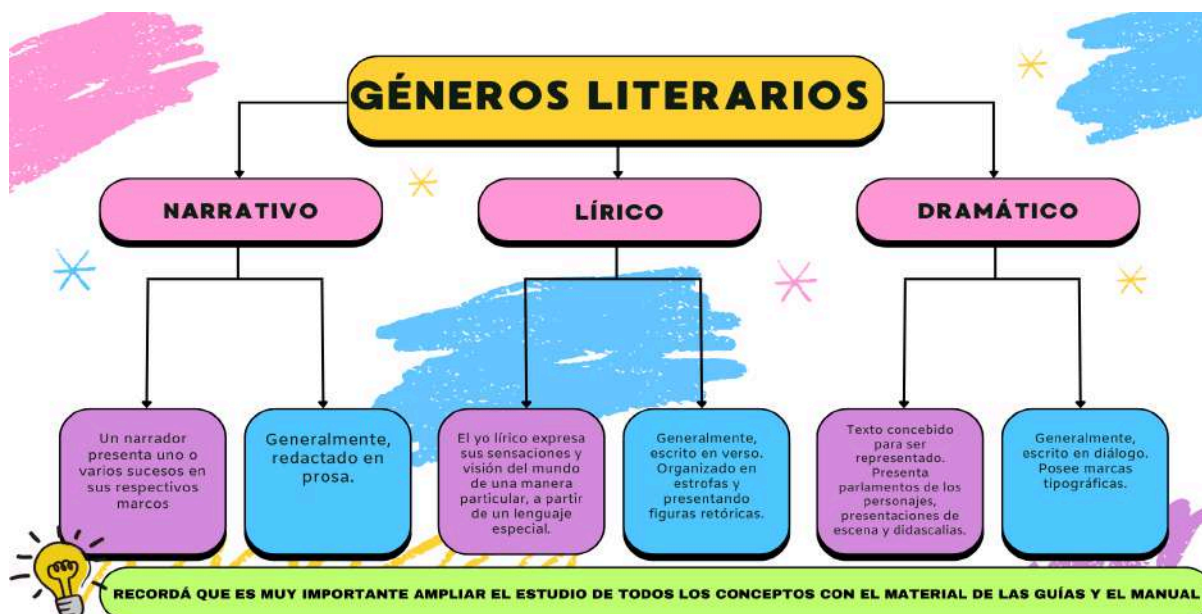 GÉNEROS LITERARIOS
NARRATIVO
LÍRICO
DRAMÁTICO
Un narrador
presenta uno o
varios sucesos en
sus respectivos
marcos
Generalmente,
redactado en
prosa.
El yo lírico expresa
sus sensaciones y
visión del mundo
de una manera
particular, a partir
de un lenguaje
especial.
Generalmente,
escrito en verso.
Organizado en
estrofas y
presentando
figuras retóricas.
Texto concebido
para ser
representado.
Presenta
parlamentos de los
personajes,
presentaciones de
escena y didascalias.
Generalmente,
escrito en diálogo.
Posee marcas
tipográficas.
RECORDÁ QUE ES MUY IMPORTANTE AMPLIAR EL ESTUDIO DE TODOS LOS CONCEPTOS CON EL MATERIAL DE LAS GUÍAS Y EL MANUAL